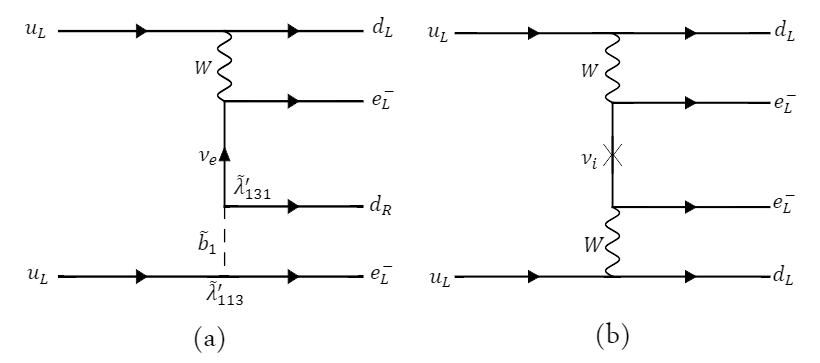 u_L d_L u_L d_L
W W
e_L^- e_L^-
ν_e ν_i
λ̃'_131
d_R e_L^-
b̃_1 W
u_L e_L^- u_L d_L
λ̃'_113
(a) (b)